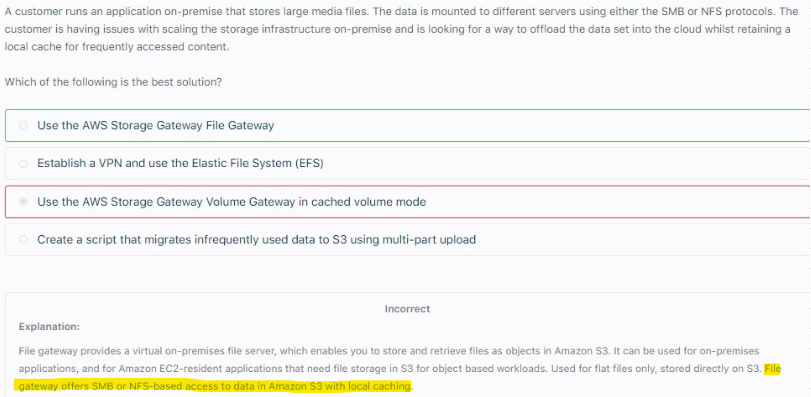 A customer runs an application on-premise that stores large media files. The data is mounted to different servers using either the SMB or NFS protocols. The
customer is having issues with scaling the storage infrastructure on-premise and is looking for a way to offload the data set into the cloud whilst retaining a
local cache for frequently accessed content.
Which of the following is the best solution?
Use the AWS Storage Gateway File Gateway
Establish a VPN and use the Elastic File System (EFS)
Use the AWS Storage Gateway Volume Gateway in cached volume mode
Create a script that migrates infrequently used data to S3 using multi-part upload
Incorrect
Explanation:
File gateway provides a virtual on-premises file server, which enables you to store and retrieve files as objects in Amazon S3. It can be used for on-premises
applications, and for Amazon EC2-resident applications that need file storage in S3 for object based workloads. Used for flat files only, stored directly on S3. File
gateway offers SMB or NFS-based access to data in Amazon S3 with local caching.